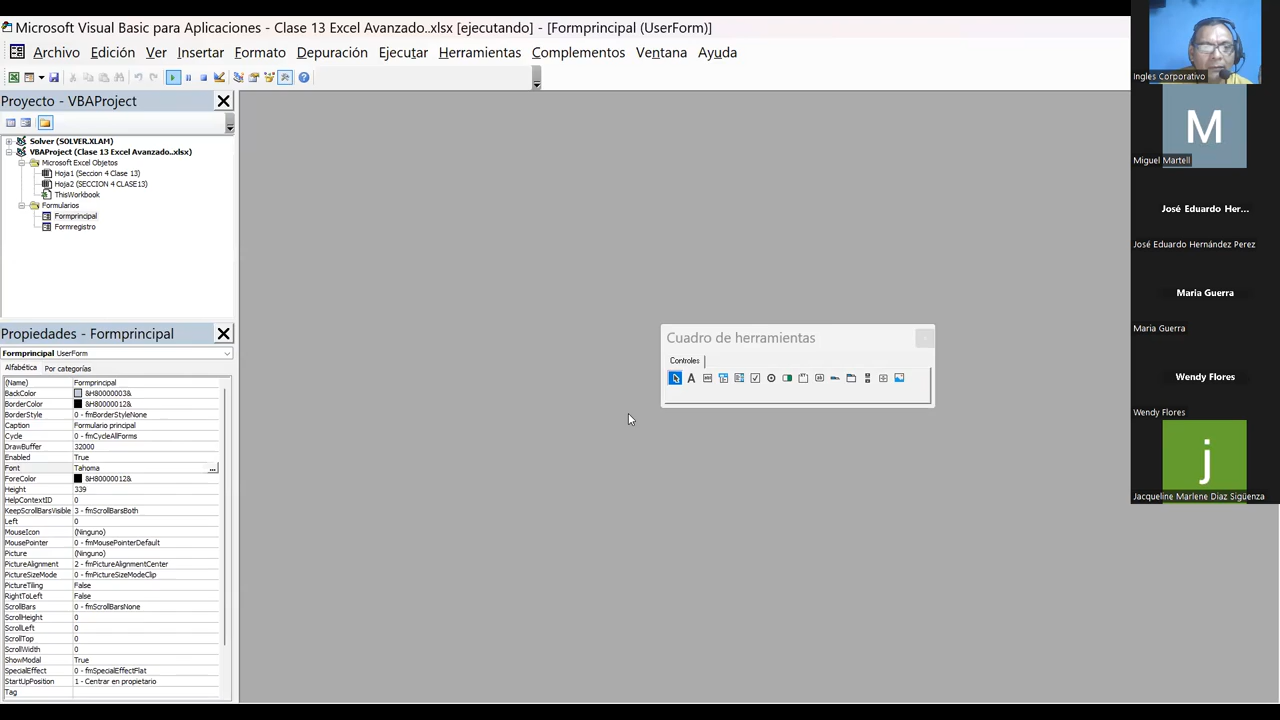 Microsoft Visual Basic para Aplicaciones - Clase 13 Excel Avanzado..xlsx [ejecutando] - [Formprincipal (UserForm)]
Archivo Edición Ver Insertar Formato Depuración Ejecutar Herramientas Complementos Ventana Ayuda
Proyecto - VBAProject
Solver (SOLVER.XLAM)
VBAProject (Clase 13 Excel Avanzado..xlsx)
Microsoft Excel Objetos
Hoja1 (Seccion 4 Clase 13)
Hoja2 (SECCION 4 CLASE13)
ThisWorkbook
Formularios
Formprincipal
Formregistro
Propiedades - Formprincipal
Formprincipal UserForm
Alfabética Por categorías
(Name) Formprincipal
BackColor &H80000003&
BorderColor &H80000012&
BorderStyle 0 - fmBorderStyleNone
Caption Formulario principal
Cycle 0 - fmCycleAllForms
DrawBuffer 32000
Enabled True
Font Tahoma ...
ForeColor &H80000012&
Height 339
HelpContextID 0
KeepScrollBarsVisible 3 - fmScrollBarsBoth
Left 0
MouseIcon (Ninguno)
MousePointer 0 - fmMousePointerDefault
Picture (Ninguno)
PictureAlignment 2 - fmPictureAlignmentCenter
PictureSizeMode 0 - fmPictureSizeModeClip
PictureTiling False
RightToLeft False
ScrollBars 0 - fmScrollBarsNone
ScrollHeight 0
ScrollLeft 0
ScrollTop 0
ScrollWidth 0
ShowModal True
SpecialEffect 0 - fmSpecialEffectFlat
StartUpPosition 1 - Centrar en propietario
Tag
Cuadro de herramientas
Controles
A
Ingles Corporativo
M
Miguel Martell
José Eduardo Her...
José Eduardo Hernández Perez
Maria Guerra
Maria Guerra
Wendy Flores
Wendy Flores
j
Jacqueline Marlene Diaz Sigüenza